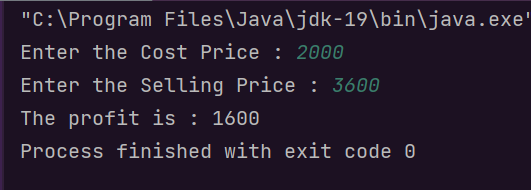 "C:\Program Files\Java\jdk-19\bin\java.exe"
Enter the Cost Price : 2000
Enter the Selling Price : 3600
The profit is : 1600
Process finished with exit code 0